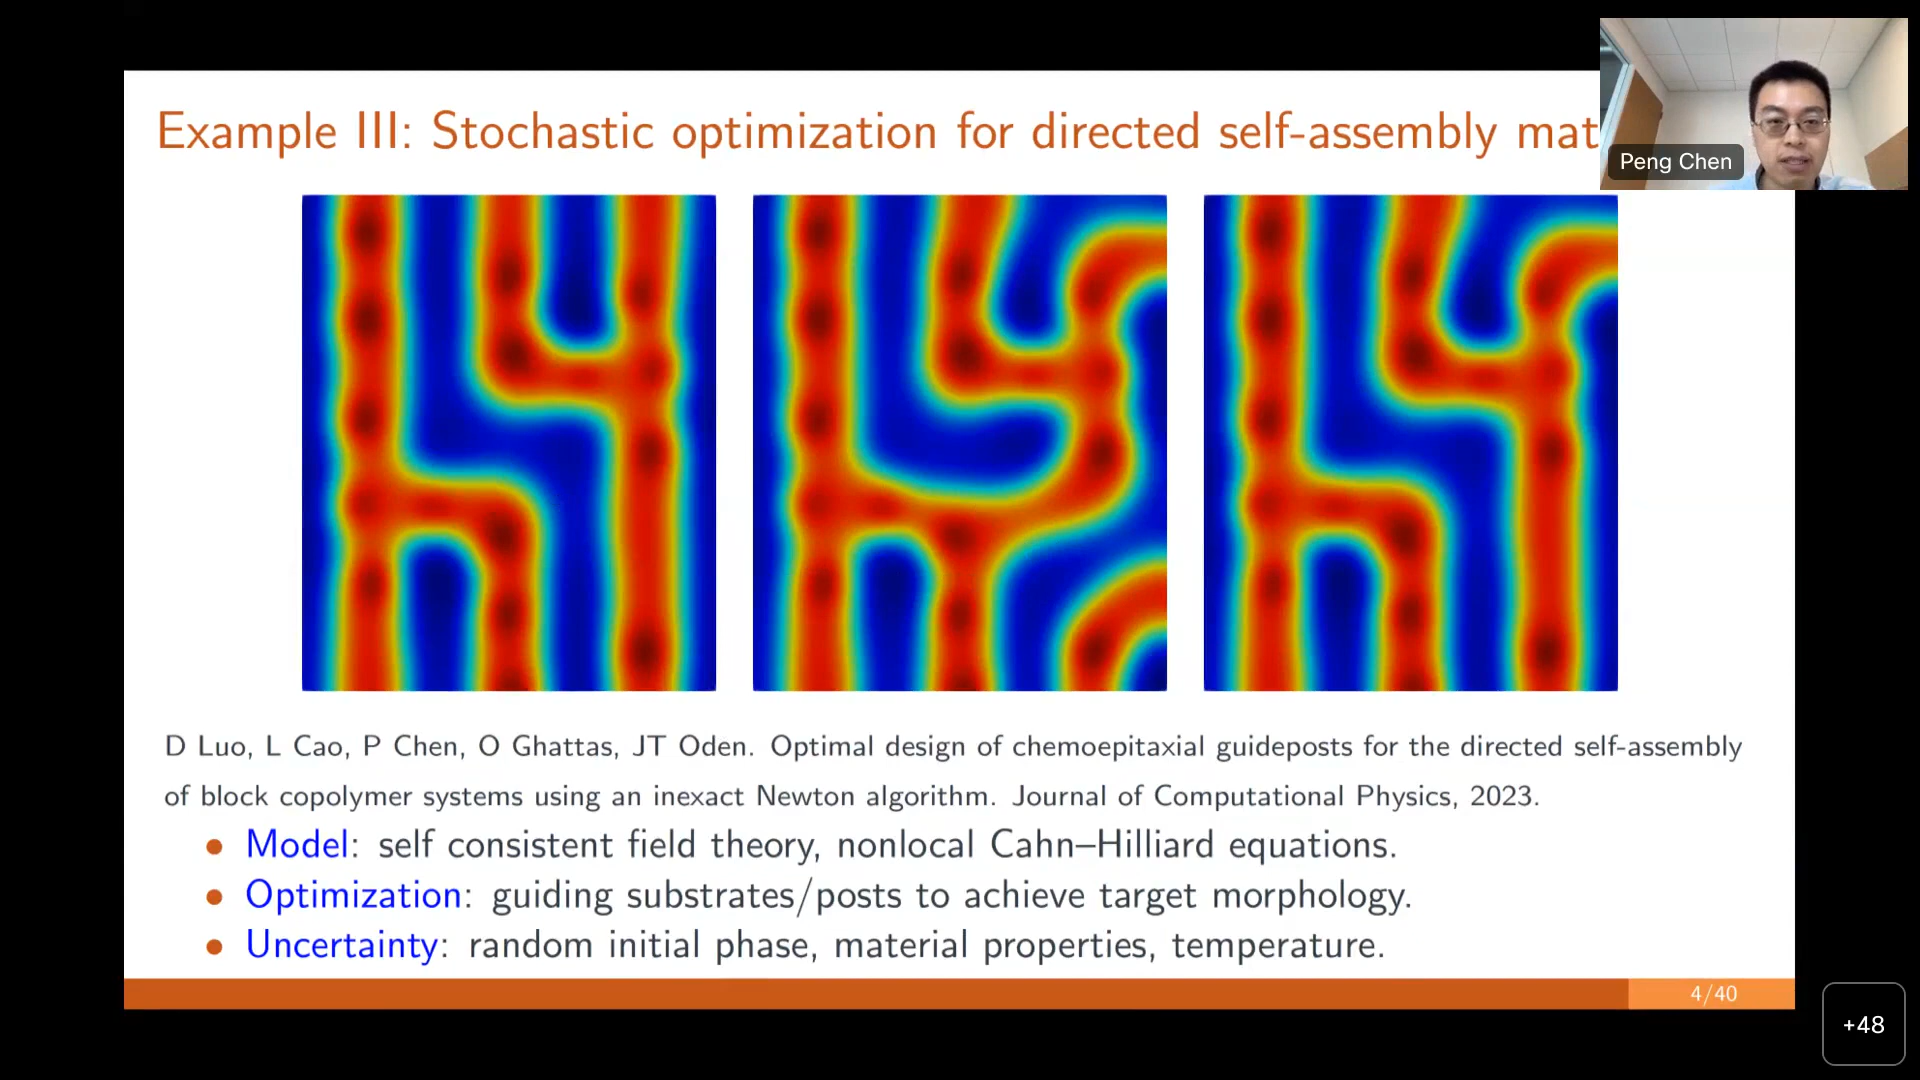 Example III: Stochastic optimization for directed self-assembly mat
Peng Chen
D Luo, L Cao, P Chen, O Ghattas, JT Oden. Optimal design of chemoepitaxial guideposts for the directed self-assembly
of block copolymer systems using an inexact Newton algorithm. Journal of Computational Physics, 2023.
• Model: self consistent field theory, nonlocal Cahn–Hilliard equations.
• Optimization: guiding substrates/posts to achieve target morphology.
• Uncertainty: random initial phase, material properties, temperature.
4/40
+48